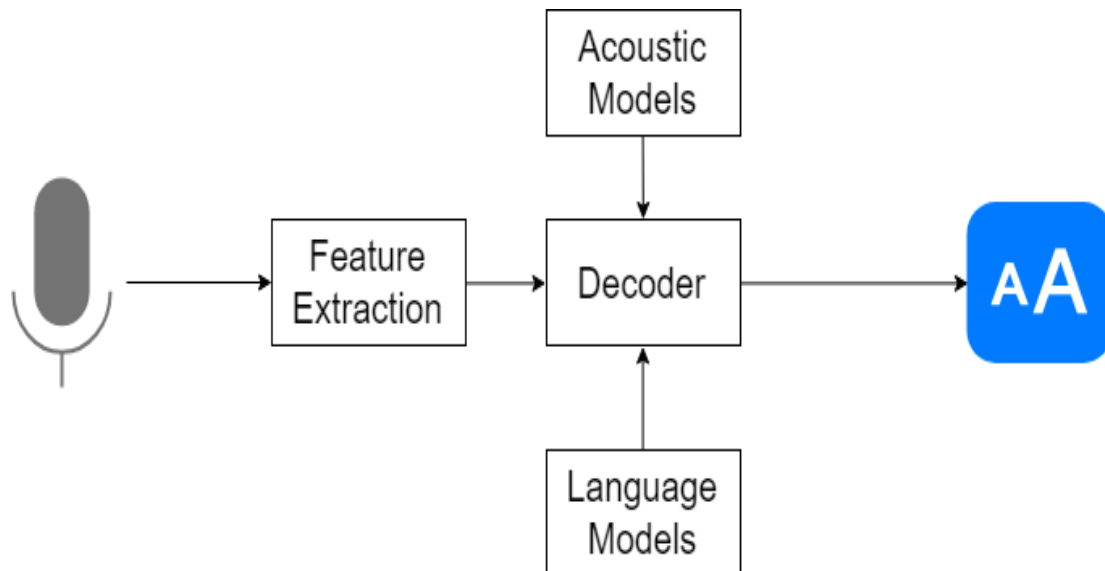 Acoustic
Models
Feature
Extraction
Decoder
AA
Language
Models